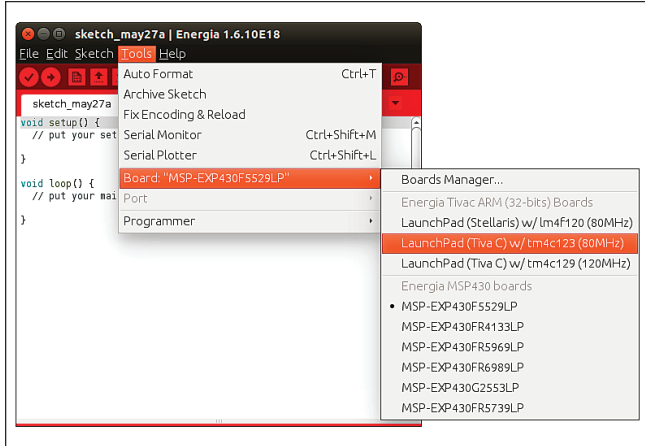 sketch_may27a | Energia 1.6.10E18
File Edit Sketch Tools Help
sketch_may27a
void setup() {
// put your set
}
void loop() {
// put your mai
}
Auto Format Ctrl+T
Archive Sketch
Fix Encoding & Reload
Serial Monitor Ctrl+Shift+M
Serial Plotter Ctrl+Shift+L
Board: "MSP-EXP430F5529LP"
Port
Programmer
Boards Manager...
Energia Tivac ARM (32-bits) Boards
LaunchPad (Stellaris) w/ lm4f120 (80MHz)
LaunchPad (Tiva C) w/ tm4c123 (80MHz)
LaunchPad (Tiva C) w/ tm4c129 (120MHz)
Energia MSP430 boards
• MSP-EXP430F5529LP
MSP-EXP430FR4133LP
MSP-EXP430FR5969LP
MSP-EXP430FR6989LP
MSP-EXP430G2553LP
MSP-EXP430FR5739LP